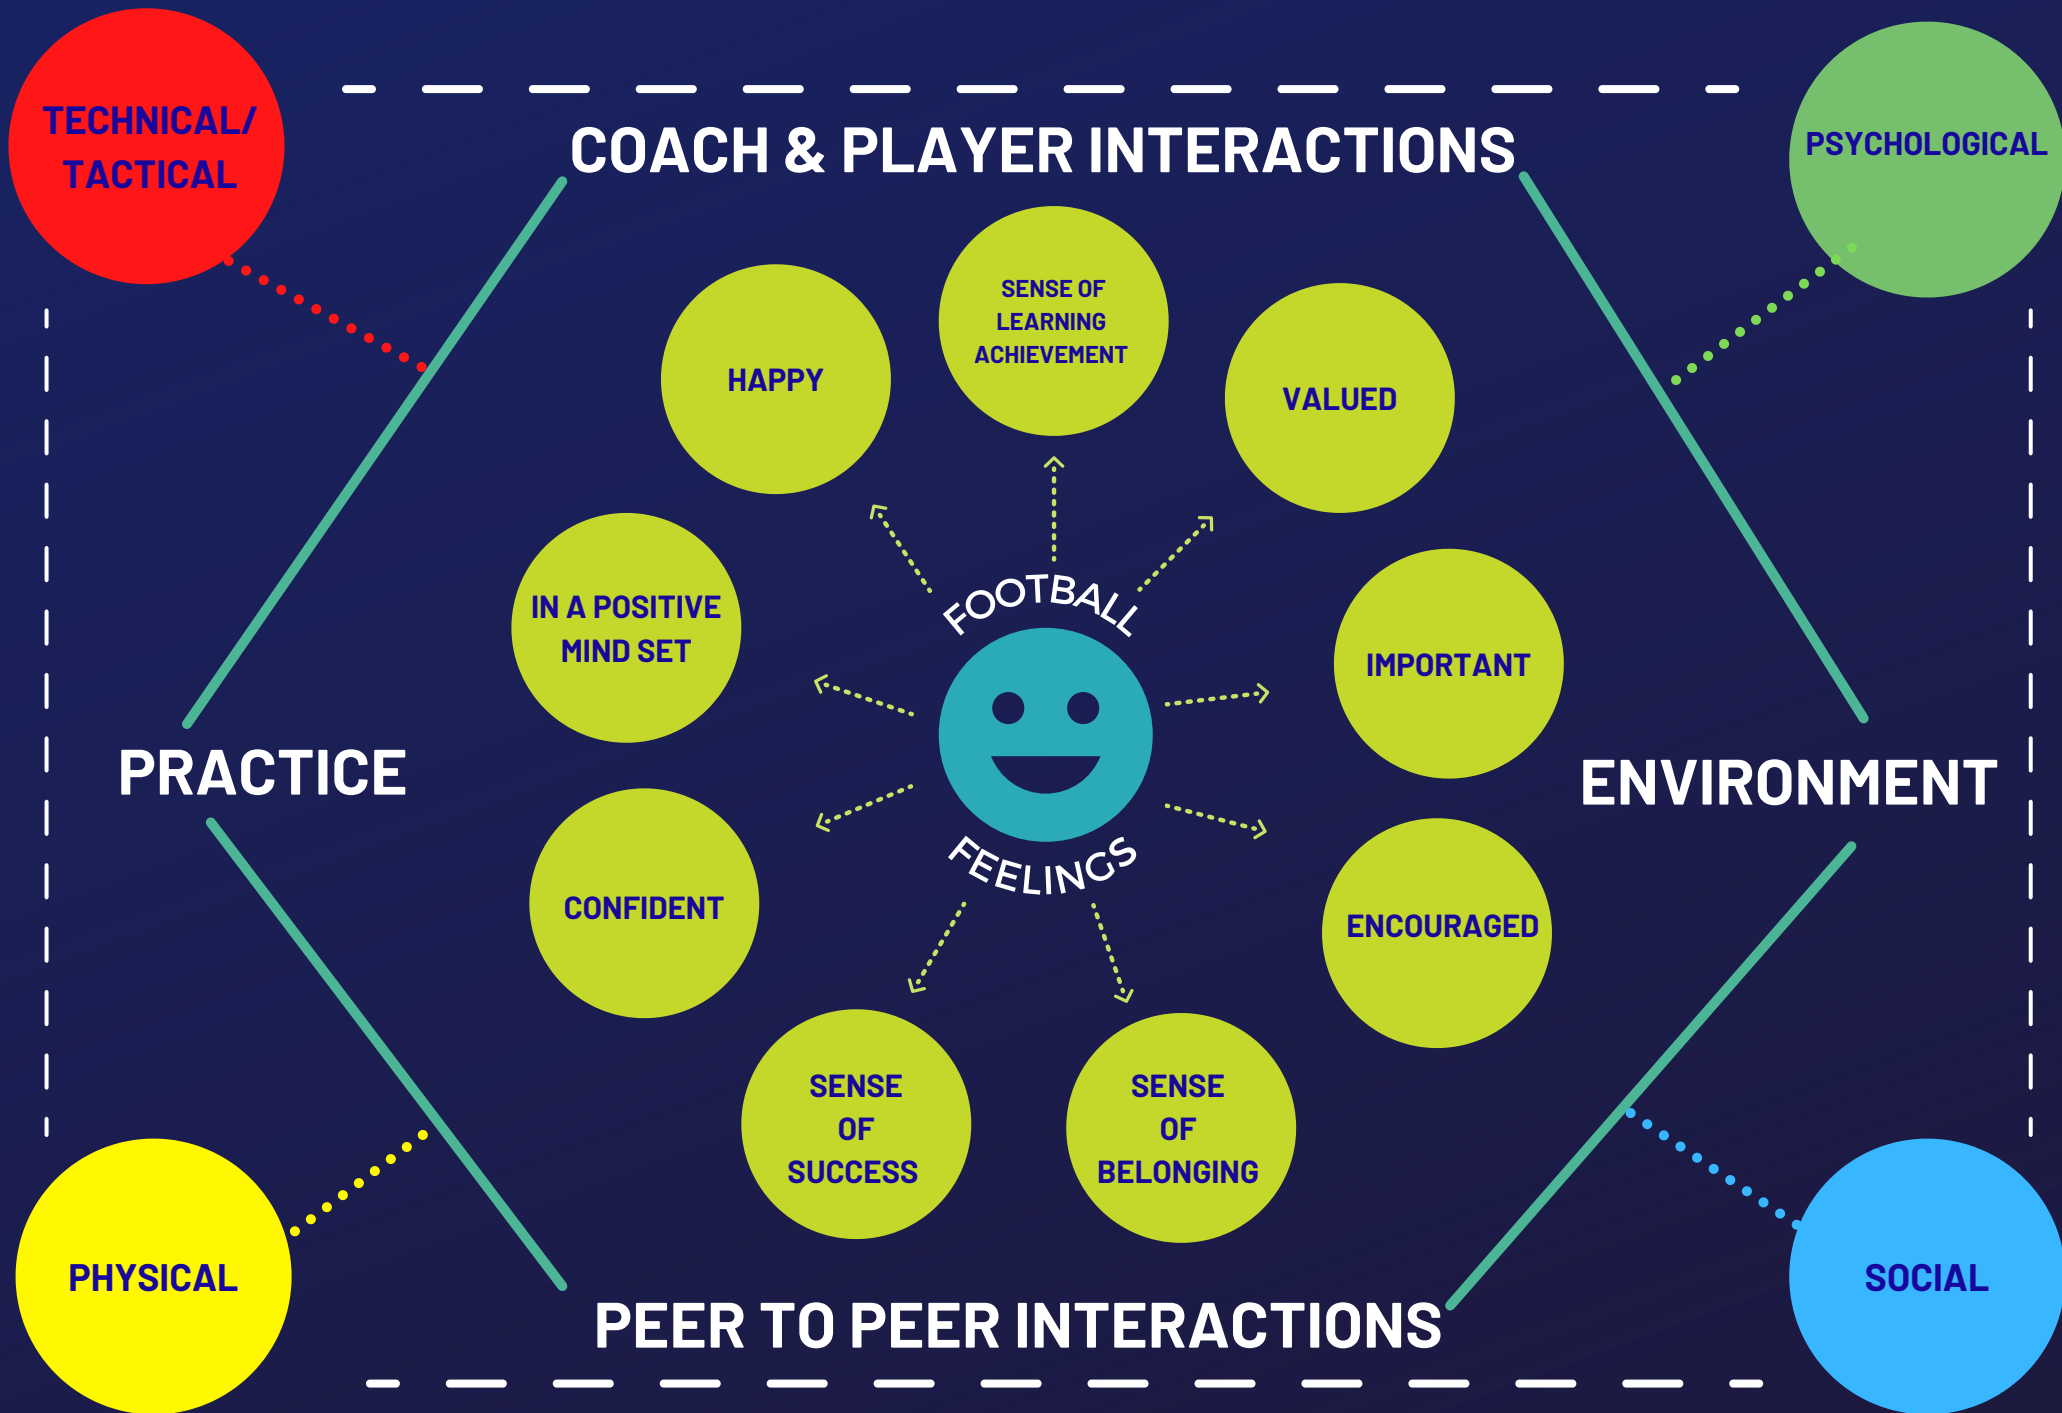 TECHNICAL/
TACTICAL
PSYCHOLOGICAL
COACH & PLAYER INTERACTIONS
SENSE OF
LEARNING
ACHIEVEMENT
HAPPY
VALUED
IN A POSITIVE
MIND SET
FOOTBALL
IMPORTANT
PRACTICE
ENVIRONMENT
FEELINGS
CONFIDENT
ENCOURAGED
SENSE
OF
SUCCESS
SENSE
OF
BELONGING
PHYSICAL
SOCIAL
PEER TO PEER INTERACTIONS